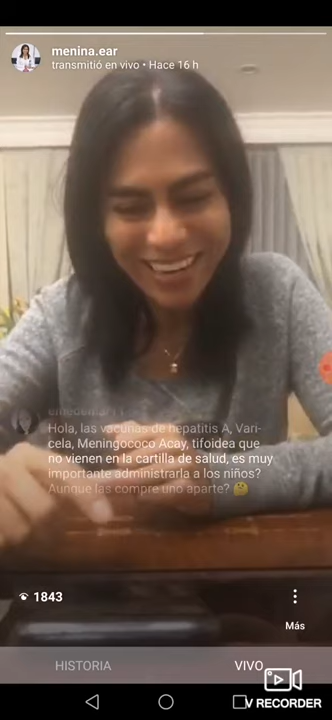 menina.ear
transmitió en vivo • Hace 16 h
Hola, las vacunas de hepatitis A, Vari-
cela, Meningococo Acay, tifoidea que
no vienen en la cartilla de salud, es muy
importante administrarla a los niños?
Aunque las compre uno aparte? 🤔
1843
Más
HISTORIA
VIVO
V RECORDER